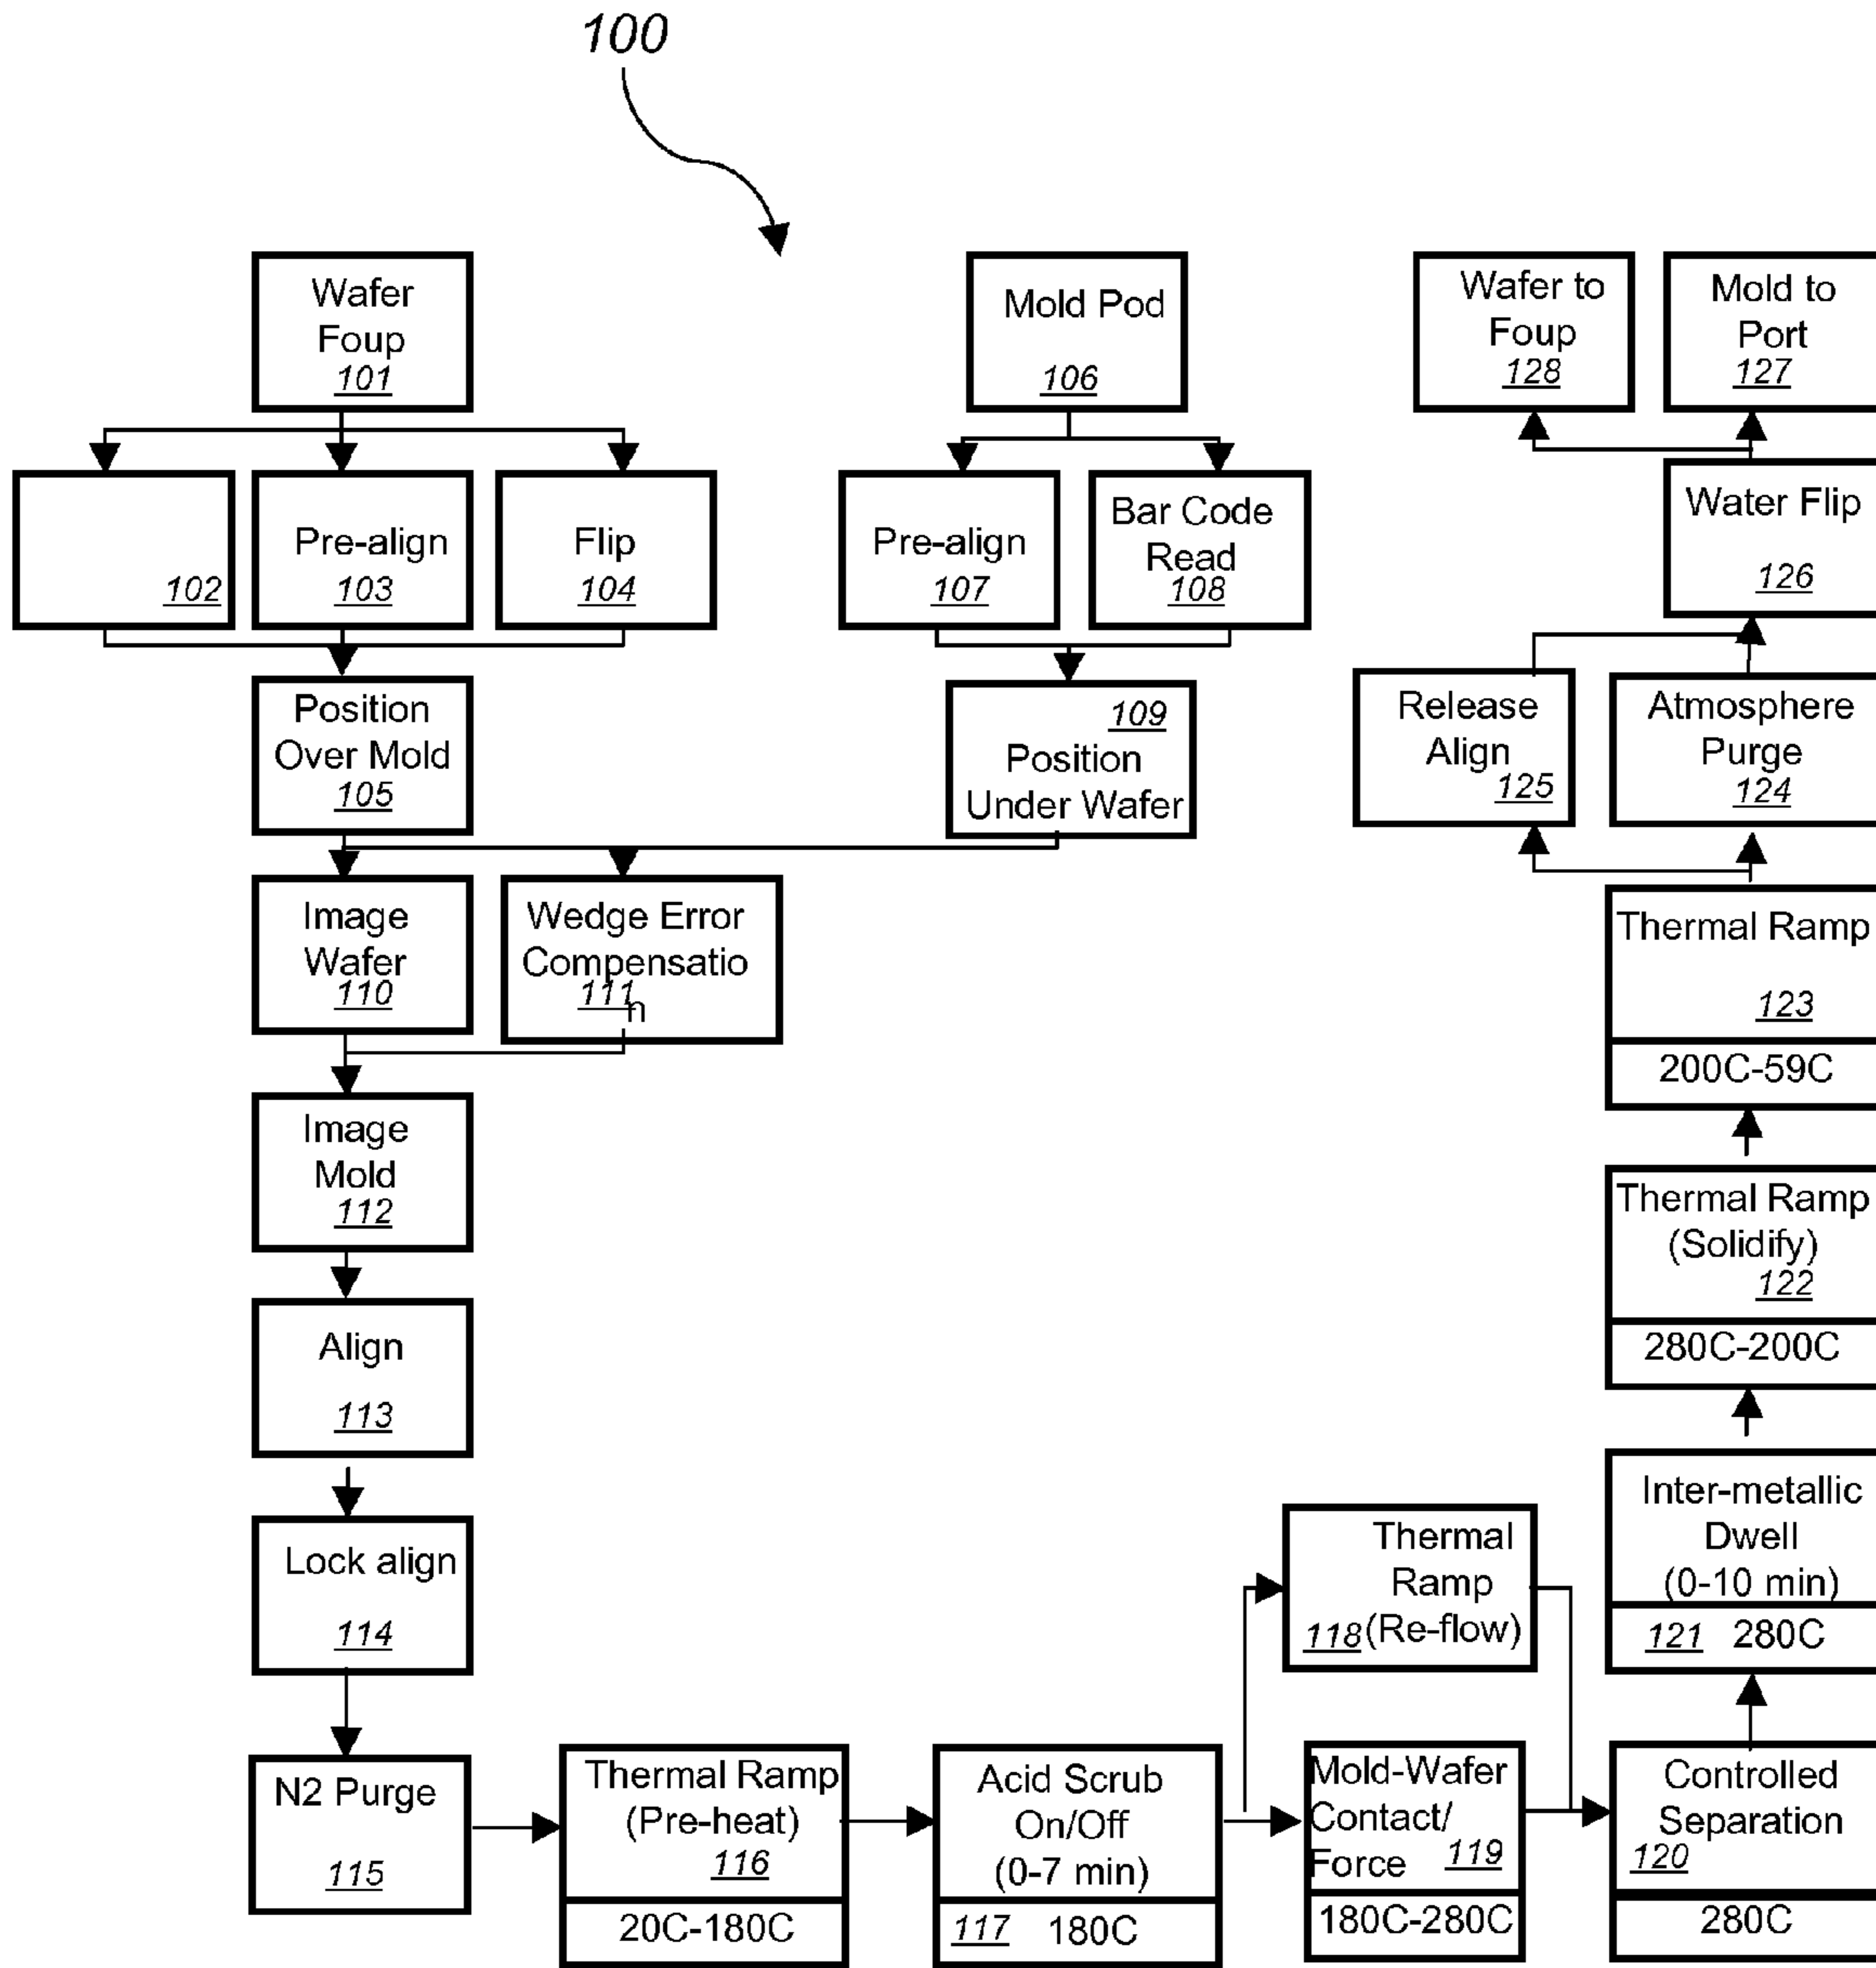 100
Wafer
Foup
101
102
Pre-align
103
Flip
104
Position
Over Mold
105
Mold Pod
106
Pre-align
107
Bar Code
Read
108
109
Position
Under Wafer
Image
Wafer
110
Wedge Error
Compensatio
111
n
Image
Mold
112
Align
113
Lock align
114
N2 Purge
115
Thermal Ramp
(Pre-heat)
116
20C-180C
Acid Scrub
On/Off
(0-7 min)
117 180C
Thermal
Ramp
118 (Re-flow)
Mold-Wafer
Contact/
Force 119
180C-280C
Controlled
Separation
120
280C
Inter-metallic
Dwell
(0-10 min)
121 280C
Thermal Ramp
(Solidify)
122
280C-200C
Thermal Ramp
123
200C-59C
Release
Align
125
Atmosphere
Purge
124
Water Flip
126
Wafer to
Foup
128
Mold to
Port
127